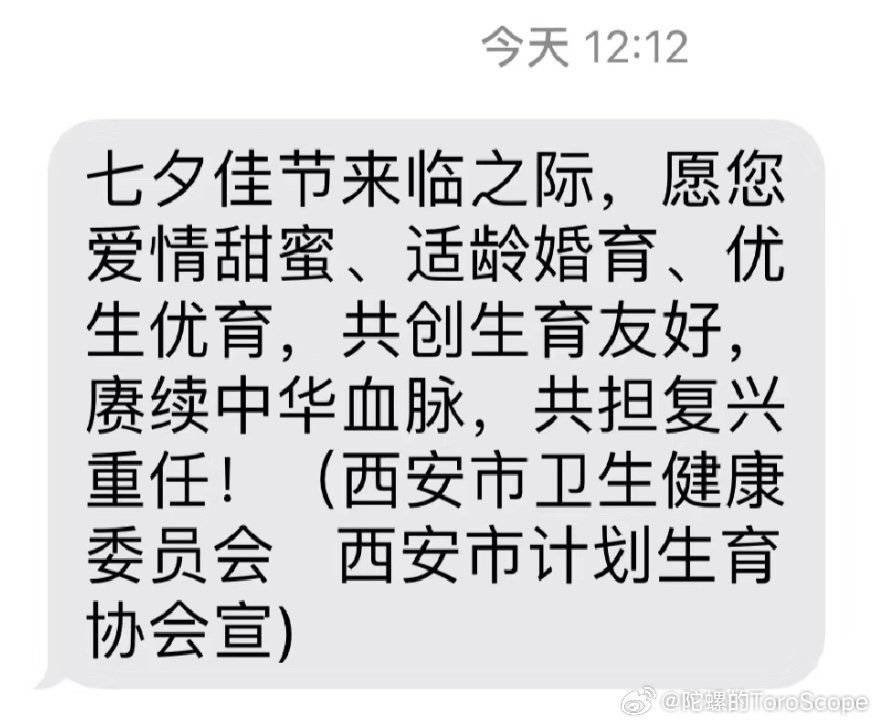 今天 12:12
七夕佳节来临之际，愿您
爱情甜蜜、适龄婚育、优
生优育，共创生育友好，
赓续中华血脉，共担复兴
重任！（西安市卫生健康
委员会　西安市计划生育
协会宣)
@陀螺的ToroScope